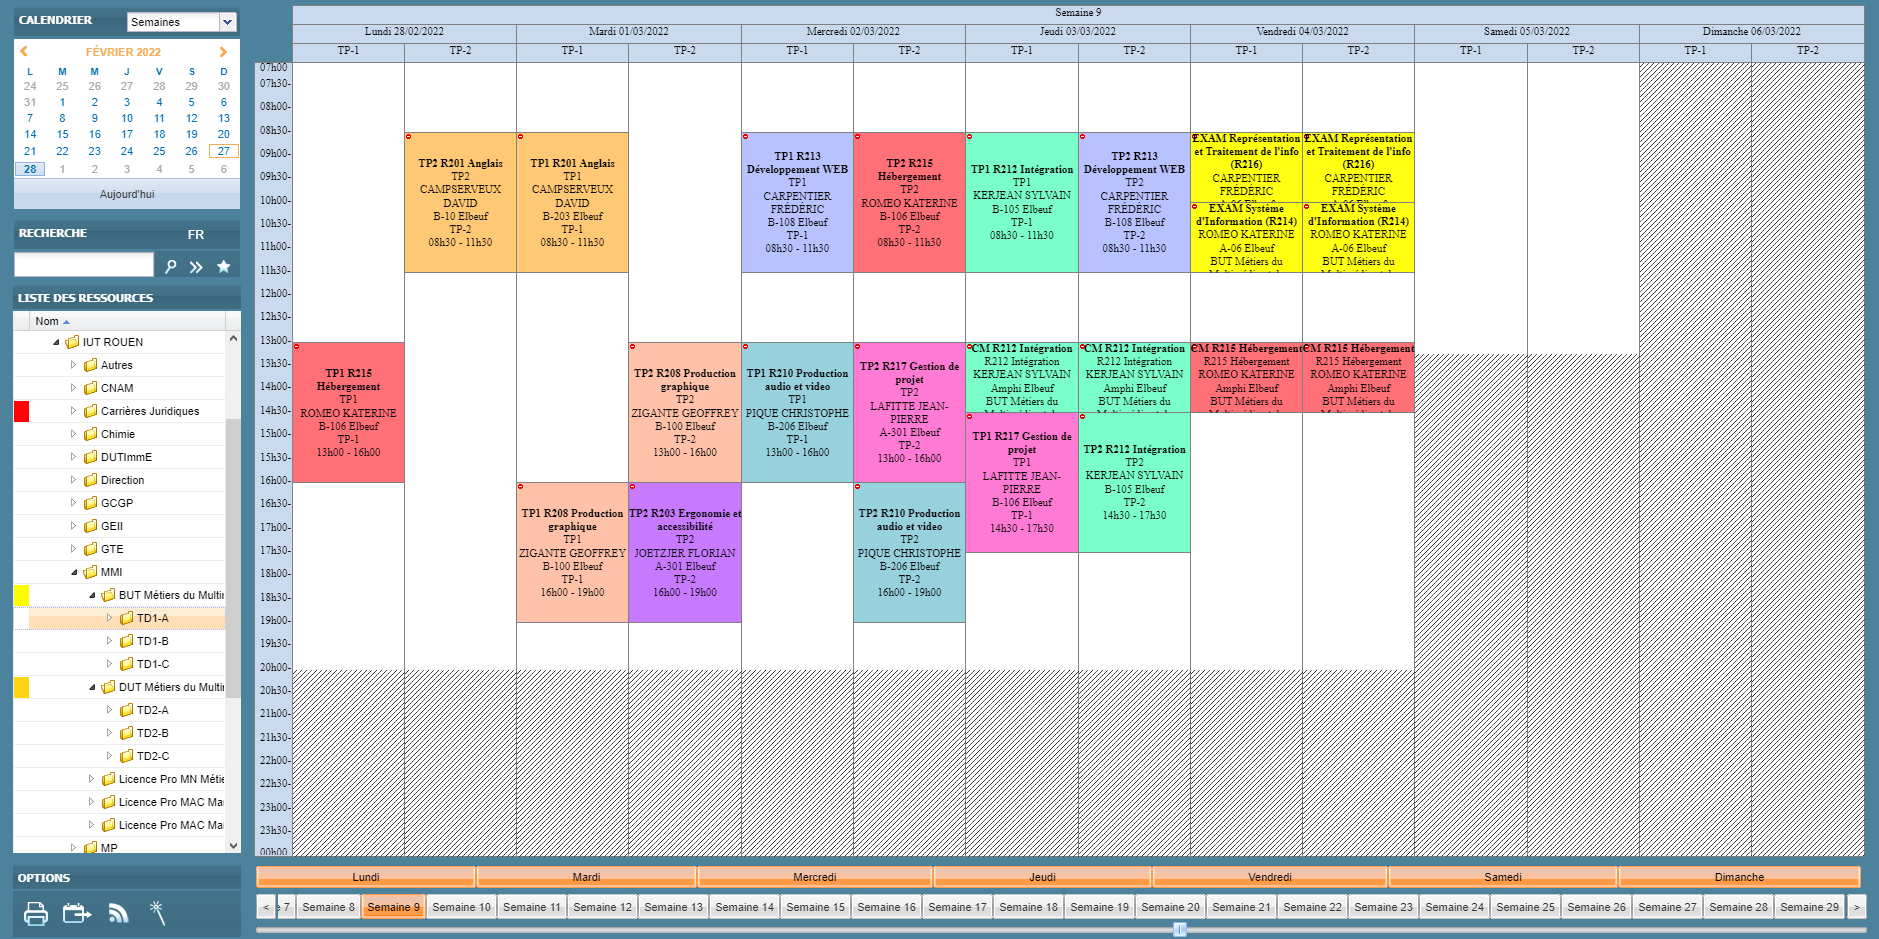 CALENDRIER
Semaines
FÉVRIER 2022
L M M J V S D
24 25 26 27 28 29 30
31 1 2 3 4 5 6
7 8 9 10 11 12 13
14 15 16 17 18 19 20
21 22 23 24 25 26 27
28 1 2 3 4 5 6
Aujourd'hui
RECHERCHE FR
LISTE DES RESSOURCES
Nom
IUT ROUEN
Autres
CNAM
Carrières Juridiques
Chimie
DUTImmE
Direction
GCGP
GEII
GTE
MMI
BUT Métiers du Multi
TD1-A
TD1-B
TD1-C
DUT Métiers du Multi
TD2-A
TD2-B
TD2-C
Licence Pro MN Métie
Licence Pro MAC Ma
Licence Pro MAC Ma
MP
OPTIONS
Semaine 9
Lundi 28/02/2022 Mardi 01/03/2022 Mercredi 02/03/2022 Jeudi 03/03/2022 Vendredi 04/03/2022 Samedi 05/03/2022 Dimanche 06/03/2022
TP-1 TP-2 TP-1 TP-2 TP-1 TP-2 TP-1 TP-2 TP-1 TP-2 TP-1 TP-2 TP-1 TP-2
07h00
07h30-
08h00-
08h30-
09h00-
09h30-
10h00-
10h30-
11h00-
11h30-
12h00-
12h30-
13h00-
13h30-
14h00-
14h30-
15h00-
15h30-
16h00-
16h30-
17h00-
17h30-
18h00-
18h30-
19h00-
19h30-
20h00-
20h30-
21h00-
21h30-
22h00-
22h30-
23h00-
23h30-
00h00
TP1 R215
Hébergement
TP1
ROMEO KATERINE
B-106 Elbeuf
TP-1
13h00 - 16h00
TP2 R201 Anglais
TP2
CAMPSERVEUX
DAVID
B-10 Elbeuf
TP-2
08h30 - 11h30
TP1 R201 Anglais
TP1
CAMPSERVEUX
DAVID
B-203 Elbeuf
TP-1
08h30 - 11h30
TP1 R208 Production
graphique
TP1
ZIGANTE GEOFFREY
B-100 Elbeuf
TP-1
16h00 - 19h00
TP2 R208 Production
graphique
TP2
ZIGANTE GEOFFREY
B-100 Elbeuf
TP-2
13h00 - 16h00
TP2 R203 Ergonomie et
accessibilité
TP2
JOETZJER FLORIAN
A-301 Elbeuf
TP-2
16h00 - 19h00
TP1 R213
Développement WEB
TP1
CARPENTIER
FRÉDÉRIC
B-108 Elbeuf
TP-1
08h30 - 11h30
TP1 R210 Production
audio et video
TP1
PIQUE CHRISTOPHE
B-206 Elbeuf
TP-1
13h00 - 16h00
TP2 R215
Hébergement
TP2
ROMEO KATERINE
B-106 Elbeuf
TP-2
08h30 - 11h30
TP2 R217 Gestion de
projet
TP2
LAFITTE JEAN-
PIERRE
A-301 Elbeuf
TP-2
13h00 - 16h00
TP2 R210 Production
audio et video
TP2
PIQUE CHRISTOPHE
B-206 Elbeuf
TP-2
16h00 - 19h00
TP1 R212 Intégration
TP1
KERJEAN SYLVAIN
B-105 Elbeuf
TP-1
08h30 - 11h30
CM R212 Intégration
R212 Intégration
KERJEAN SYLVAIN
Amphi Elbeuf
BUT Métiers du
TP1 R217 Gestion de
projet
TP1
LAFITTE JEAN-
PIERRE
B-106 Elbeuf
TP-1
14h30 - 17h30
TP2 R213
Développement WEB
TP2
CARPENTIER
FRÉDÉRIC
B-108 Elbeuf
TP-2
08h30 - 11h30
CM R212 Intégration
R212 Intégration
KERJEAN SYLVAIN
Amphi Elbeuf
BUT Métiers du
TP2 R212 Intégration
TP2
KERJEAN SYLVAIN
B-105 Elbeuf
TP-2
14h30 - 17h30
EXAM Représentation
et Traitement de l'info
(R216)
CARPENTIER
FRÉDÉRIC
A-06 Elbeuf
EXAM Système
d'Information (R214)
ROMEO KATERINE
A-06 Elbeuf
BUT Métiers du
CM R215 Hébergement
R215 Hébergement
ROMEO KATERINE
Amphi Elbeuf
BUT Métiers du
EXAM Représentation
et Traitement de l'info
(R216)
CARPENTIER
FRÉDÉRIC
A-06 Elbeuf
EXAM Système
d'Information (R214)
ROMEO KATERINE
A-06 Elbeuf
BUT Métiers du
CM R215 Hébergement
R215 Hébergement
ROMEO KATERINE
Amphi Elbeuf
BUT Métiers du
Lundi Mardi Mercredi Jeudi Vendredi Samedi Dimanche
< 7 Semaine 8 Semaine 9 Semaine 10 Semaine 11 Semaine 12 Semaine 13 Semaine 14 Semaine 15 Semaine 16 Semaine 17 Semaine 18 Semaine 19 Semaine 20 Semaine 21 Semaine 22 Semaine 23 Semaine 24 Semaine 25 Semaine 26 Semaine 27 Semaine 28 Semaine 29 >